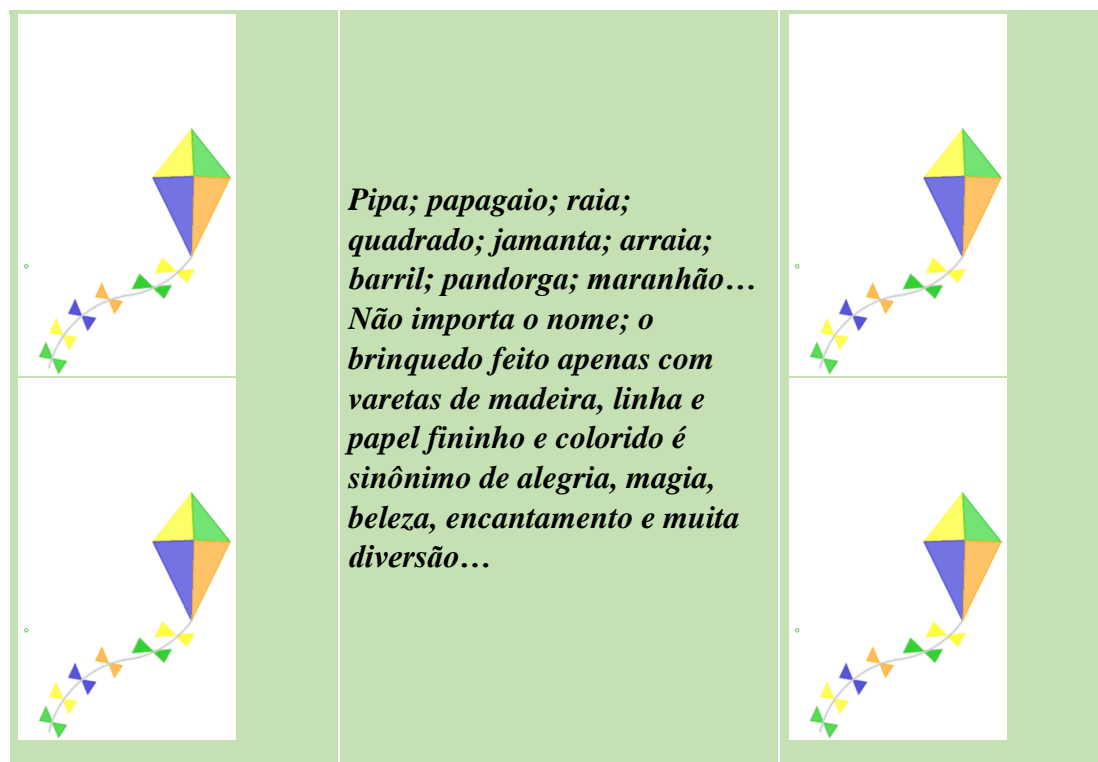 Pipa; papagaio; raia;
quadrado; jamanta; arraia;
barril; pandorga; maranhão…
Não importa o nome; o
brinquedo feito apenas com
varetas de madeira, linha e
papel fininho e colorido é
sinônimo de alegria, magia,
beleza, encantamento e muita
diversão…